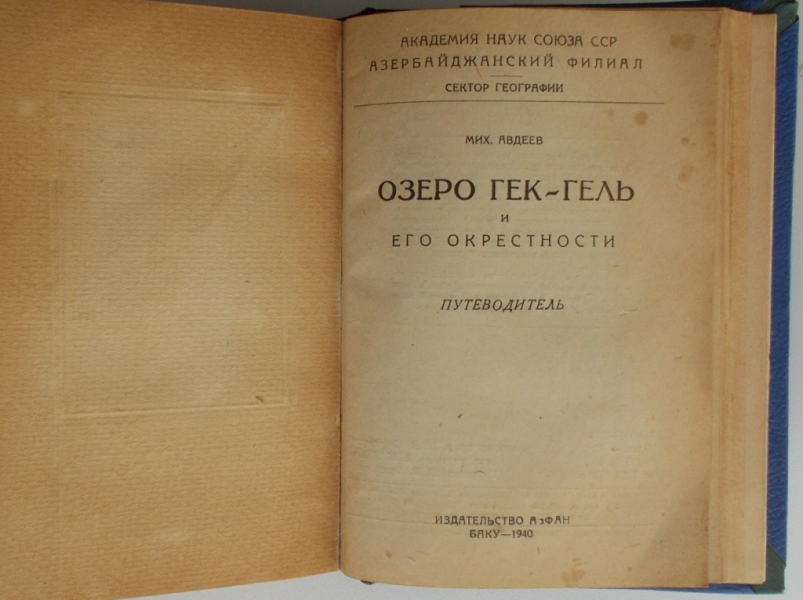 АКАДЕМИЯ НАУК СОЮЗА ССР
АЗЕРБАЙДЖАНСКИЙ ФИЛИАЛ
СЕКТОР ГЕОГРАФИИ
МИХ. АВДЕЕВ
ОЗЕРО ГЕК-ГЕЛЬ
И
ЕГО ОКРЕСТНОСТИ
ПУТЕВОДИТЕЛЬ
ИЗДАТЕЛЬСТВО АзФАН
БАКУ—1940